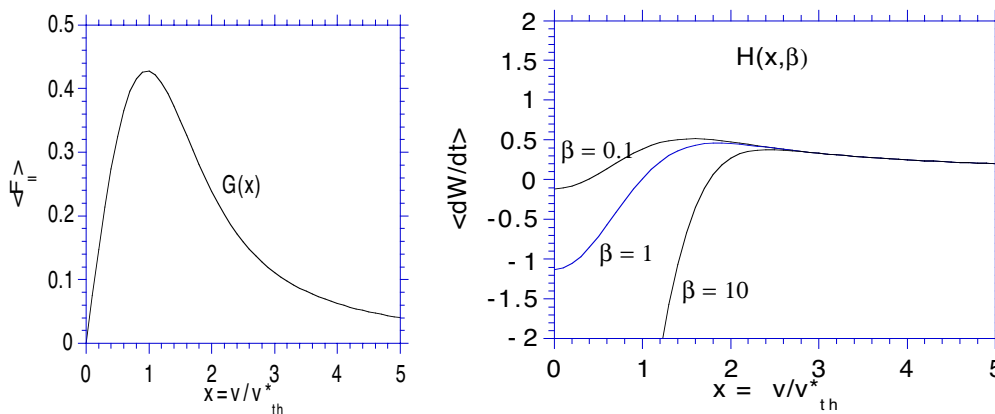 0.5
0.4
0.3
0.2
0.1
0
0 1 2 3 4 5
G(x)
x = v/v*th
2
1.5
1
0.5
0
-0.5
-1
-1.5
-2
0 1 2 3 4 5
<dW/dt>
H(x,β)
β = 0.1
β = 1
β = 10
x = v/v*th